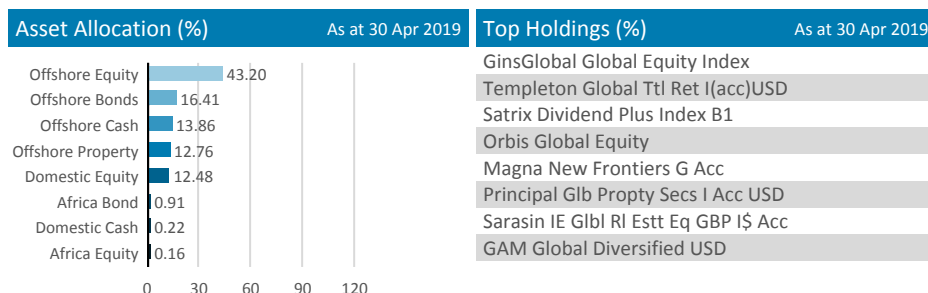 Asset Allocation (%) As at 30 Apr 2019
Offshore Equity 43.20
Offshore Bonds 16.41
Offshore Cash 13.86
Offshore Property 12.76
Domestic Equity 12.48
Africa Bond 0.91
Domestic Cash 0.22
Africa Equity 0.16
0 30 60 90 120
Top Holdings (%) As at 30 Apr 2019
GinsGlobal Global Equity Index
Templeton Global Ttl Ret I(acc)USD
Satrix Dividend Plus Index B1
Orbis Global Equity
Magna New Frontiers G Acc
Principal Glb Propty Secs I Acc USD
Sarasin IE Glbl Rl Estt Eq GBP I$ Acc
GAM Global Diversified USD